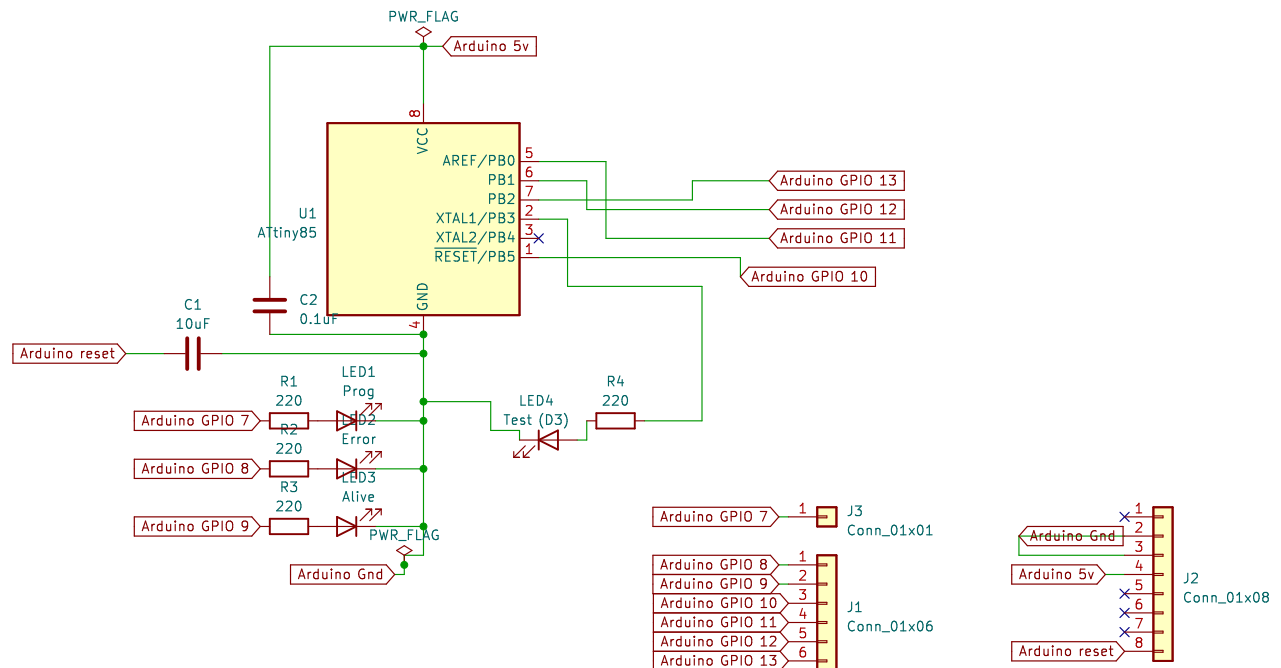 PWR_FLAG
Arduino 5v
8
VCC
AREF/PB0 5
PB1 6
PB2 7
XTAL1/PB3 2
XTAL2/PB4 3
RESET/PB5 1
U1
ATtiny85
GND
4
Arduino GPIO 13
Arduino GPIO 12
Arduino GPIO 11
Arduino GPIO 10
C2
0.1uF
C1
10uF
Arduino reset
LED1
Prog
R1
220
Arduino GPIO 7
LED2
Error
R2
220
Arduino GPIO 8
LED3
Alive
R3
220
Arduino GPIO 9
LED4
Test (D3)
R4
220
PWR_FLAG
Arduino Gnd
Arduino GPIO 7 1
J3
Conn_01x01
Arduino GPIO 8 1
Arduino GPIO 9 2
Arduino GPIO 10 3
Arduino GPIO 11 4
Arduino GPIO 12 5
Arduino GPIO 13 6
J1
Conn_01x06
1
Arduino Gnd 2
3
Arduino 5v 4
5
6
7
Arduino reset 8
J2
Conn_01x08